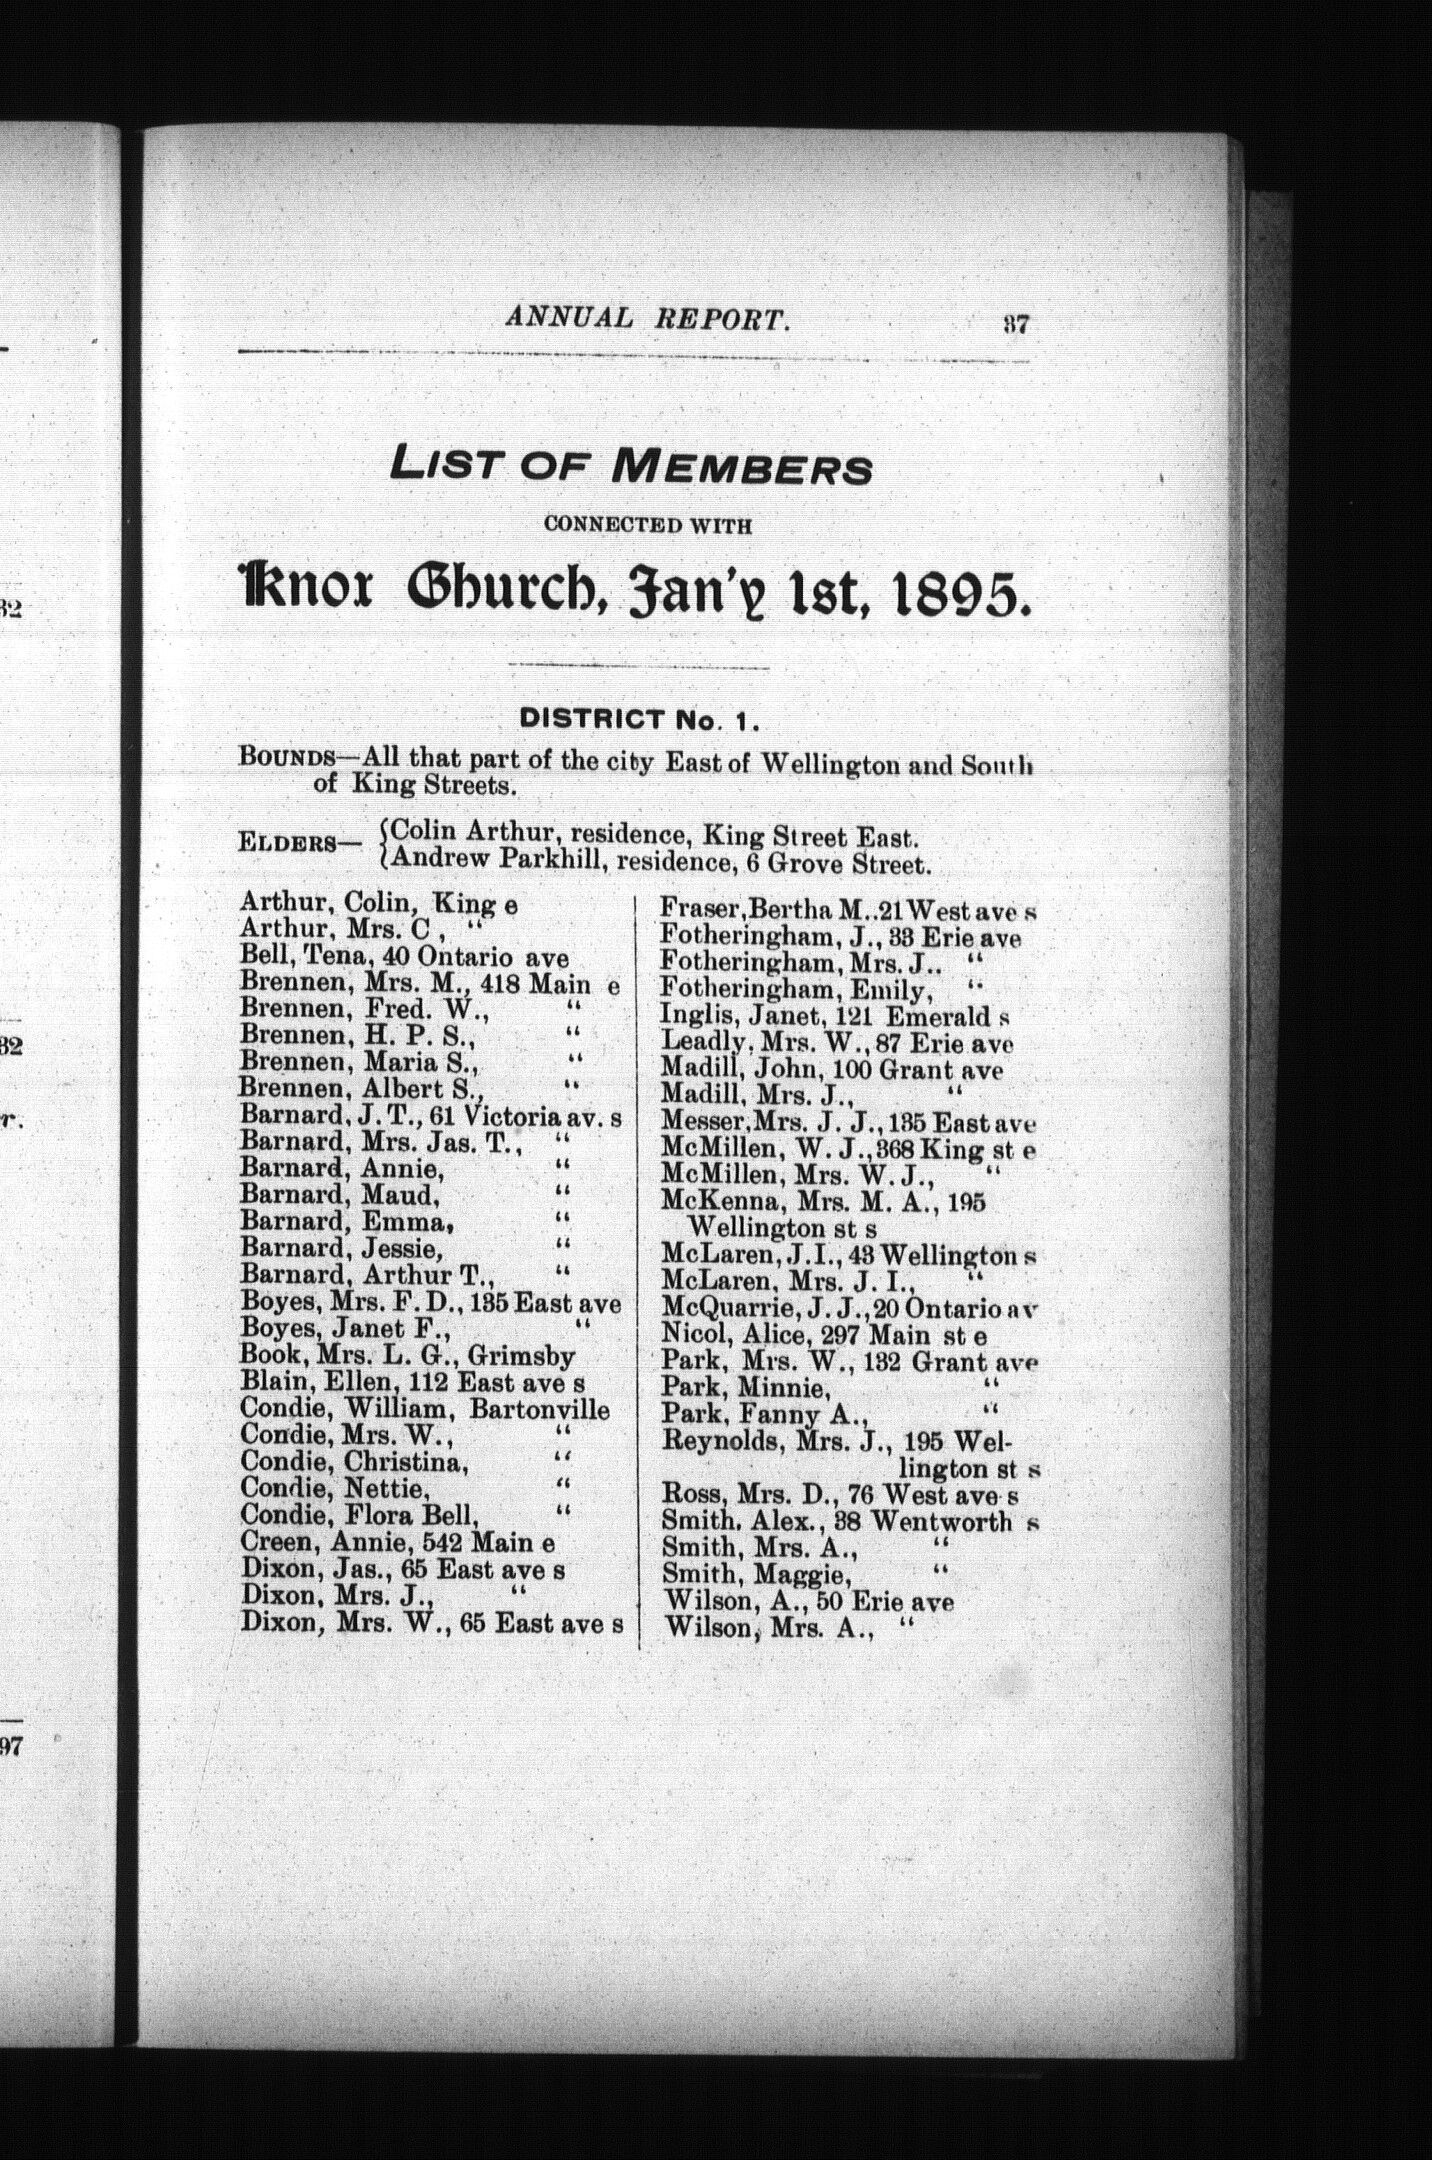 ANNUAL REPORT. 37
LIST OF MEMBERS
CONNECTED WITH
Knox Church, Jan'y 1st, 1895.
DISTRICT No. 1.
BOUNDS—All that part of the city East of Wellington and South
of King Streets.
ELDERS— {Colin Arthur, residence, King Street East.
{Andrew Parkhill, residence, 6 Grove Street.
Arthur, Colin, King e
Arthur, Mrs. C , “
Bell, Tena, 40 Ontario ave
Brennen, Mrs. M., 418 Main e
Brennen, Fred. W., “
Brennen, H. P. S., “
Brennen, Maria S., “
Brennen, Albert S., “
Barnard, J. T., 61 Victoria av. s
Barnard, Mrs. Jas. T., “
Barnard, Annie, “
Barnard, Maud, “
Barnard, Emma, “
Barnard, Jessie, “
Barnard, Arthur T., “
Boyes, Mrs. F. D., 135 East ave
Boyes, Janet F., “
Book, Mrs. L. G., Grimsby
Blain, Ellen, 112 East ave s
Condie, William, Bartonville
Condie, Mrs. W., “
Condie, Christina, “
Condie, Nettie, “
Condie, Flora Bell, “
Creen, Annie, 542 Main e
Dixon, Jas., 65 East ave s
Dixon, Mrs. J., “
Dixon, Mrs. W., 65 East ave s
Fraser, Bertha M..21 West ave s
Fotheringham, J., 33 Erie ave
Fotheringham, Mrs. J.. “
Fotheringham, Emily, “
Inglis, Janet, 121 Emerald s
Leadly, Mrs. W., 87 Erie ave
Madill, John, 100 Grant ave
Madill, Mrs. J., “
Messer, Mrs. J. J., 135 East ave
McMillen, W. J., 368 King st e
McMillen, Mrs. W. J., “
McKenna, Mrs. M. A., 195
Wellington st s
McLaren, J. I., 43 Wellington s
McLaren, Mrs. J. I., “
McQuarrie, J. J., 20 Ontario av
Nicol, Alice, 297 Main st e
Park, Mrs. W., 132 Grant ave
Park, Minnie, “
Park, Fanny A., “
Reynolds, Mrs. J., 195 Wel-
lington st s
Ross, Mrs. D., 76 West ave s
Smith, Alex., 38 Wentworth s
Smith, Mrs. A., “
Smith, Maggie, “
Wilson, A., 50 Erie ave
Wilson, Mrs. A., “